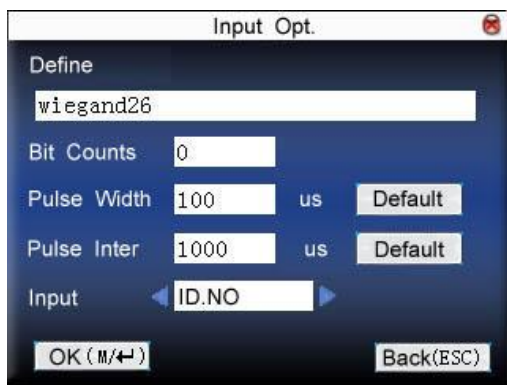 Input Opt.
Define
wiegand26
Bit Counts 0
Pulse Width 100 us Default
Pulse Inter 1000 us Default
Input ID.NO
OK(M/↵) Back(ESC)